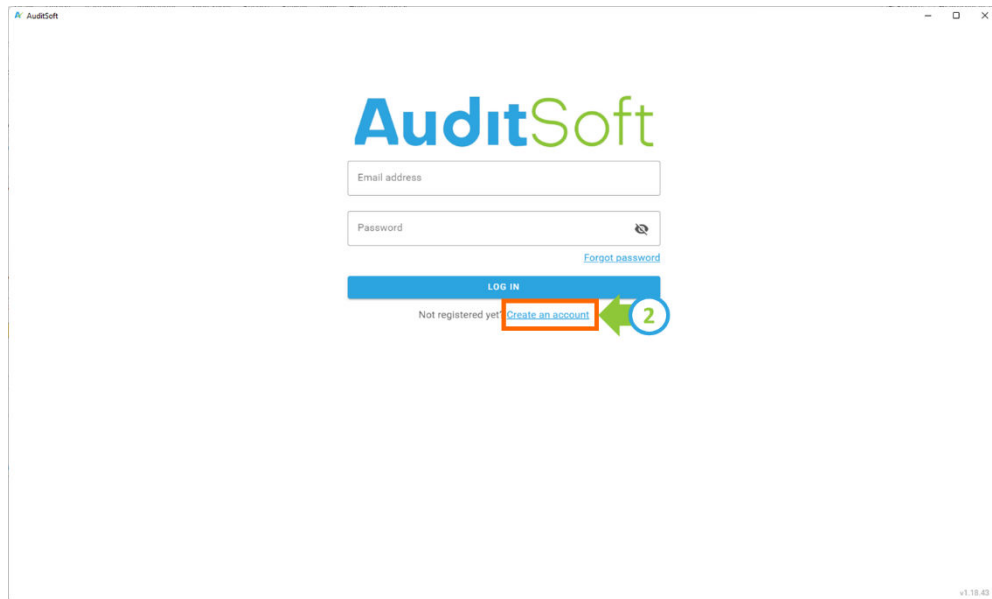 AuditSoft
AuditSoft
Email address
Password
Forgot password
LOG IN
Not registered yet? Create an account
2
v1.18.43